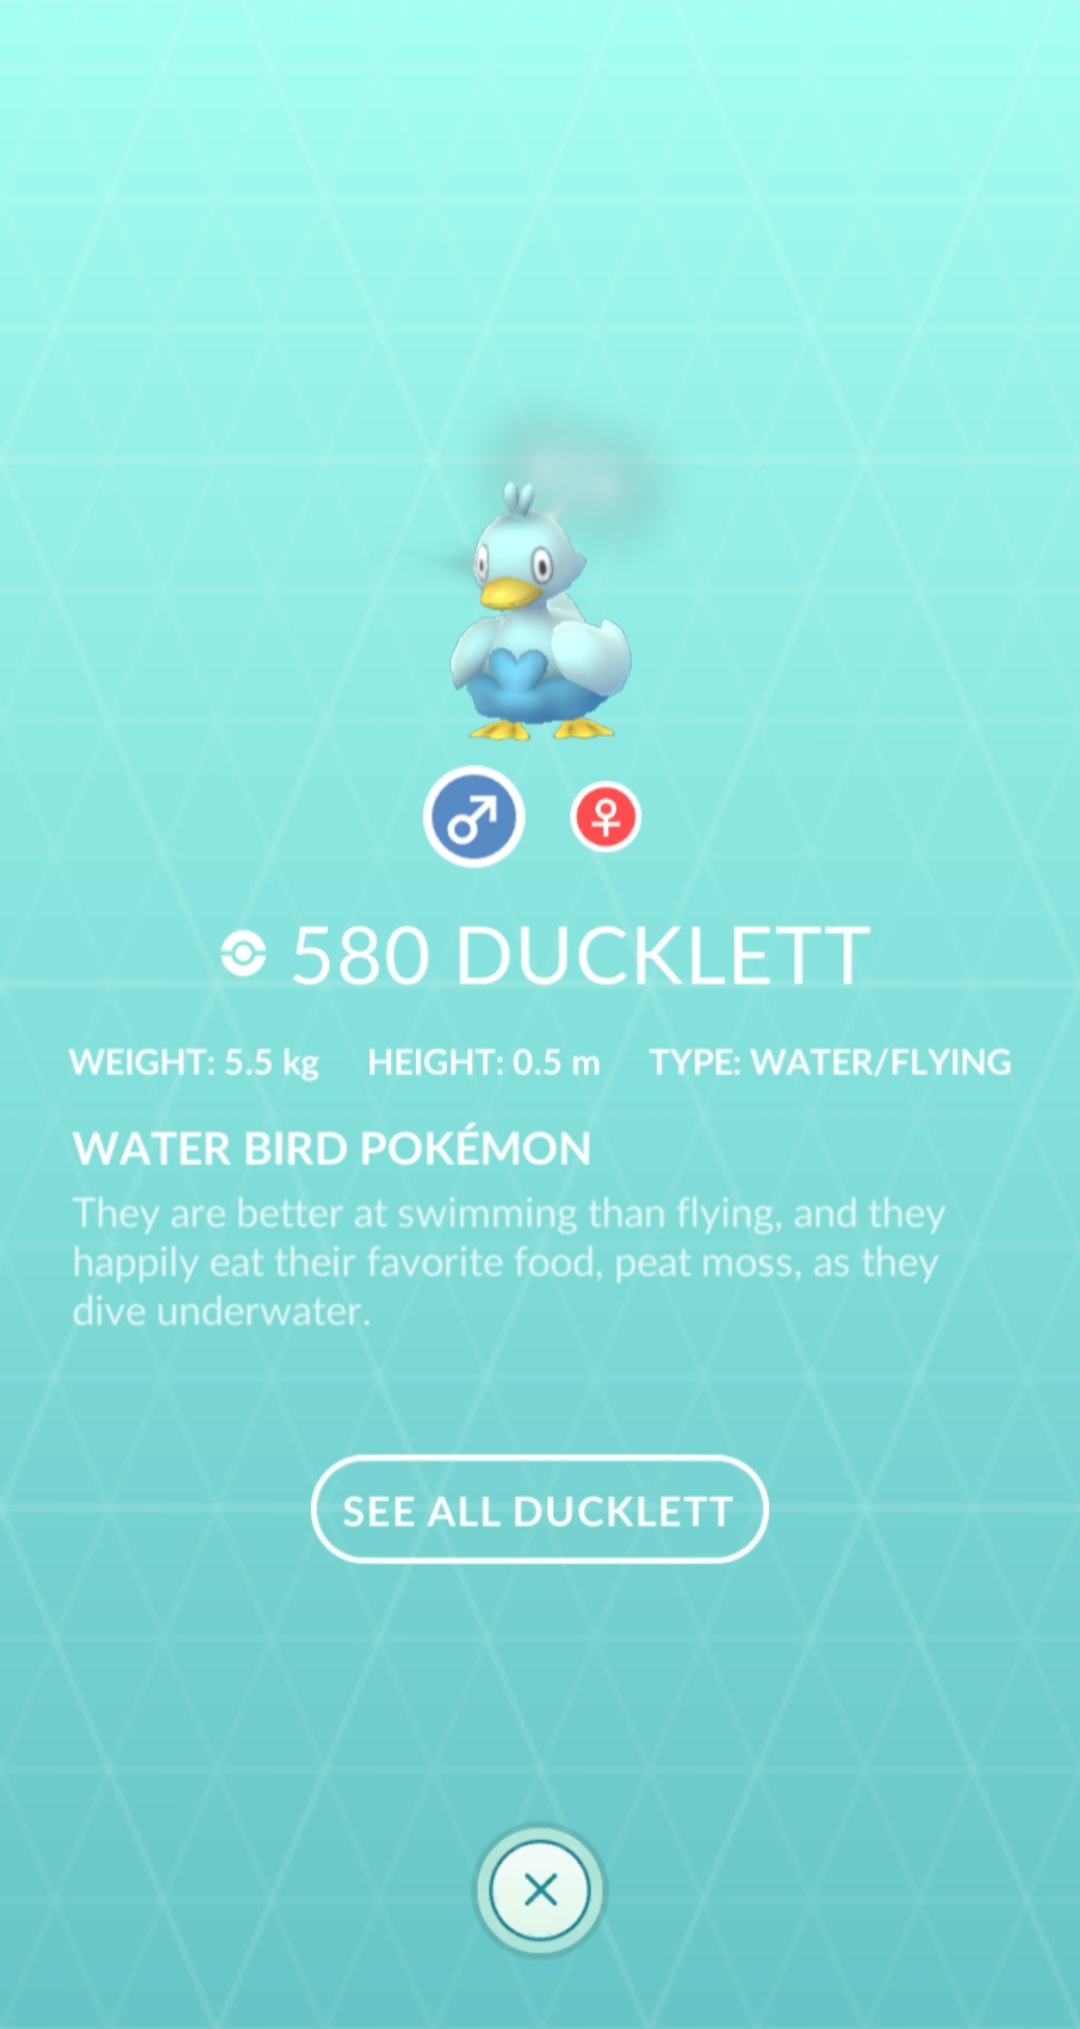 580 DUCKLETT
WEIGHT: 5.5 kg HEIGHT: 0.5 m TYPE: WATER/FLYING
WATER BIRD POKÉMON
They are better at swimming than flying, and they
happily eat their favorite food, peat moss, as they
dive underwater.
SEE ALL DUCKLETT